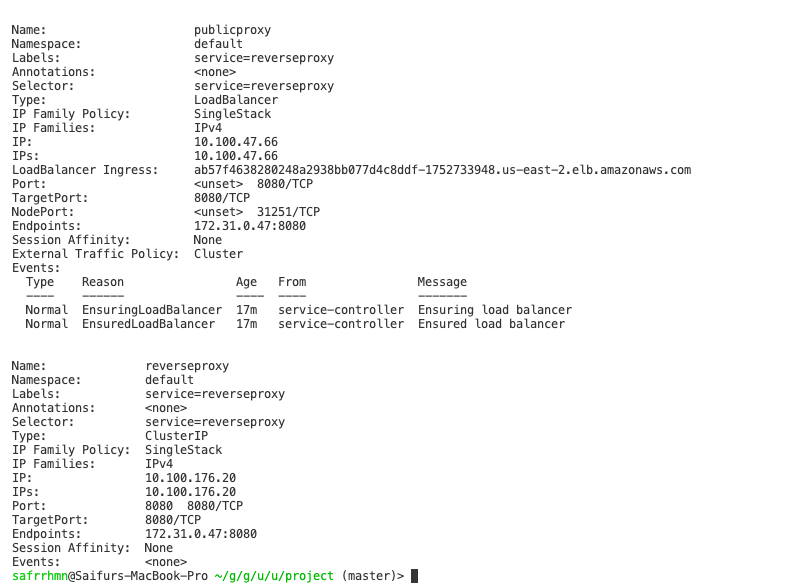 Name:                     publicproxy
Namespace:                default
Labels:                   service=reverseproxy
Annotations:              <none>
Selector:                 service=reverseproxy
Type:                     LoadBalancer
IP Family Policy:         SingleStack
IP Families:              IPv4
IP:                       10.100.47.66
IPs:                      10.100.47.66
LoadBalancer Ingress:     ab57f4638280248a2938bb077d4c8ddf-1752733948.us-east-2.elb.amazonaws.com
Port:                     <unset>  8080/TCP
TargetPort:               8080/TCP
NodePort:                 <unset>  31251/TCP
Endpoints:                172.31.0.47:8080
Session Affinity:         None
External Traffic Policy:  Cluster
Events:
  Type    Reason                Age   From                Message
  ----    ------                ----  ----                -------
  Normal  EnsuringLoadBalancer  17m   service-controller  Ensuring load balancer
  Normal  EnsuredLoadBalancer   17m   service-controller  Ensured load balancer
Name:              reverseproxy
Namespace:         default
Labels:            service=reverseproxy
Annotations:       <none>
Selector:          service=reverseproxy
Type:              ClusterIP
IP Family Policy:  SingleStack
IP Families:       IPv4
IP:                10.100.176.20
IPs:               10.100.176.20
Port:              8080  8080/TCP
TargetPort:        8080/TCP
Endpoints:         172.31.0.47:8080
Session Affinity:  None
Events:            <none>
safrrhmn@Saifurs-MacBook-Pro ~/g/g/u/u/project (master)>